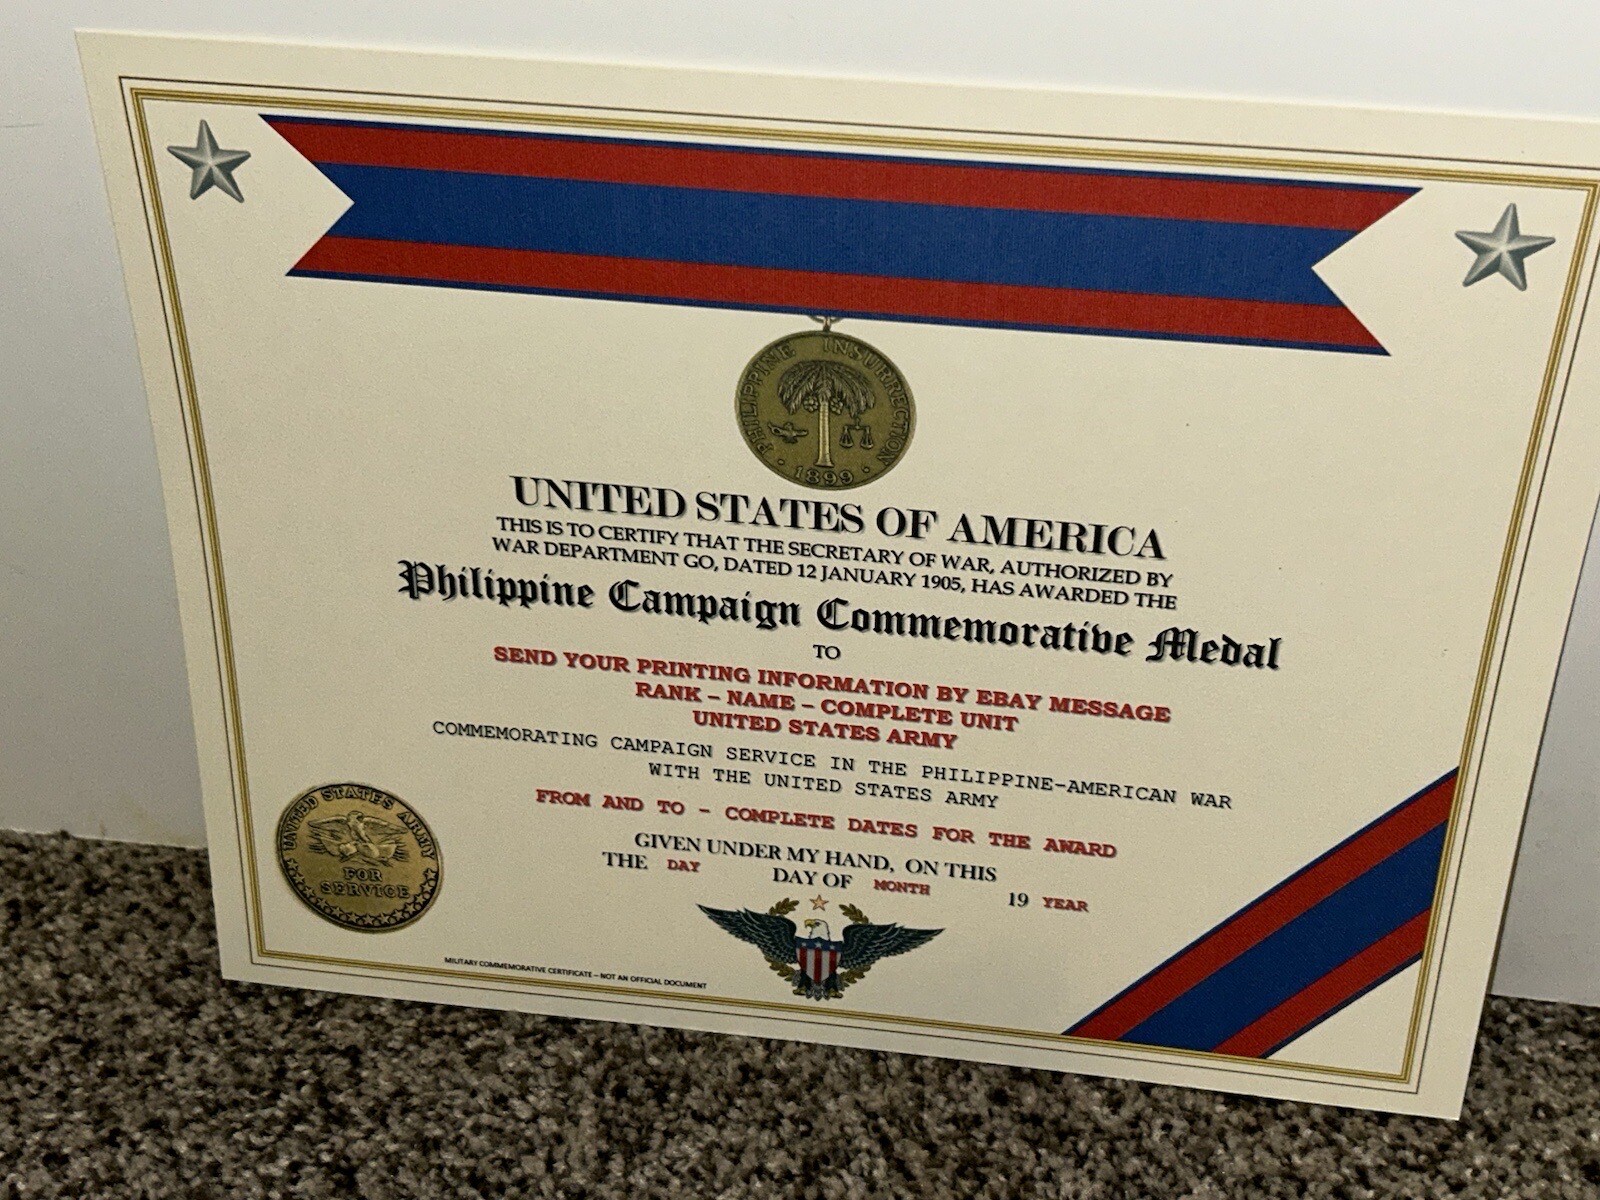 PHILIPPINE INSURRECTION
· 1899 ·
UNITED STATES OF AMERICA
THIS IS TO CERTIFY THAT THE SECRETARY OF WAR, AUTHORIZED BY
WAR DEPARTMENT GO, DATED 12 JANUARY 1905, HAS AWARDED THE
Philippine Campaign Commemorative Medal
TO
SEND YOUR PRINTING INFORMATION BY EBAY MESSAGE
RANK – NAME – COMPLETE UNIT
UNITED STATES ARMY
COMMEMORATING CAMPAIGN SERVICE IN THE PHILIPPINE-AMERICAN WAR
WITH THE UNITED STATES ARMY
FROM AND TO - COMPLETE DATES FOR THE AWARD
GIVEN UNDER MY HAND, ON THIS
THE DAY DAY OF MONTH 19 YEAR
UNITED STATES ARMY
FOR
SERVICE
MILITARY COMMEMORATIVE CERTIFICATE – NOT AN OFFICIAL DOCUMENT